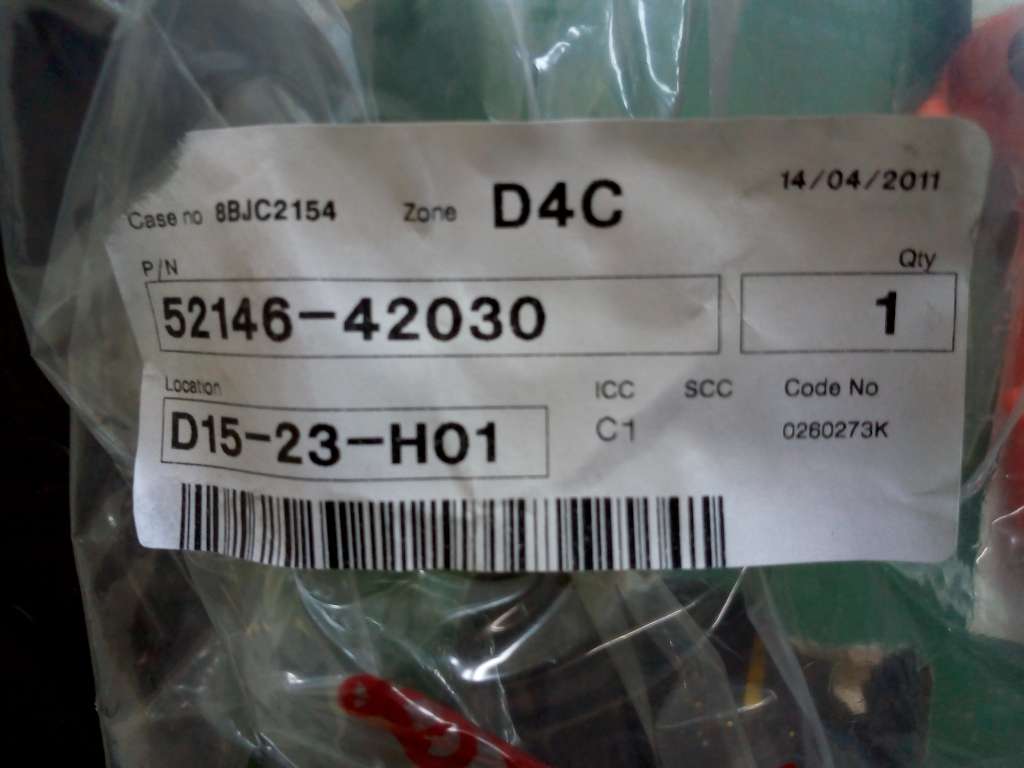 14/04/2011
Case no 8BJC2154 Zone D4C
P/N Qty
52146-42030 1
Location ICC SCC Code No
D15-23-H01 C1 0260273K